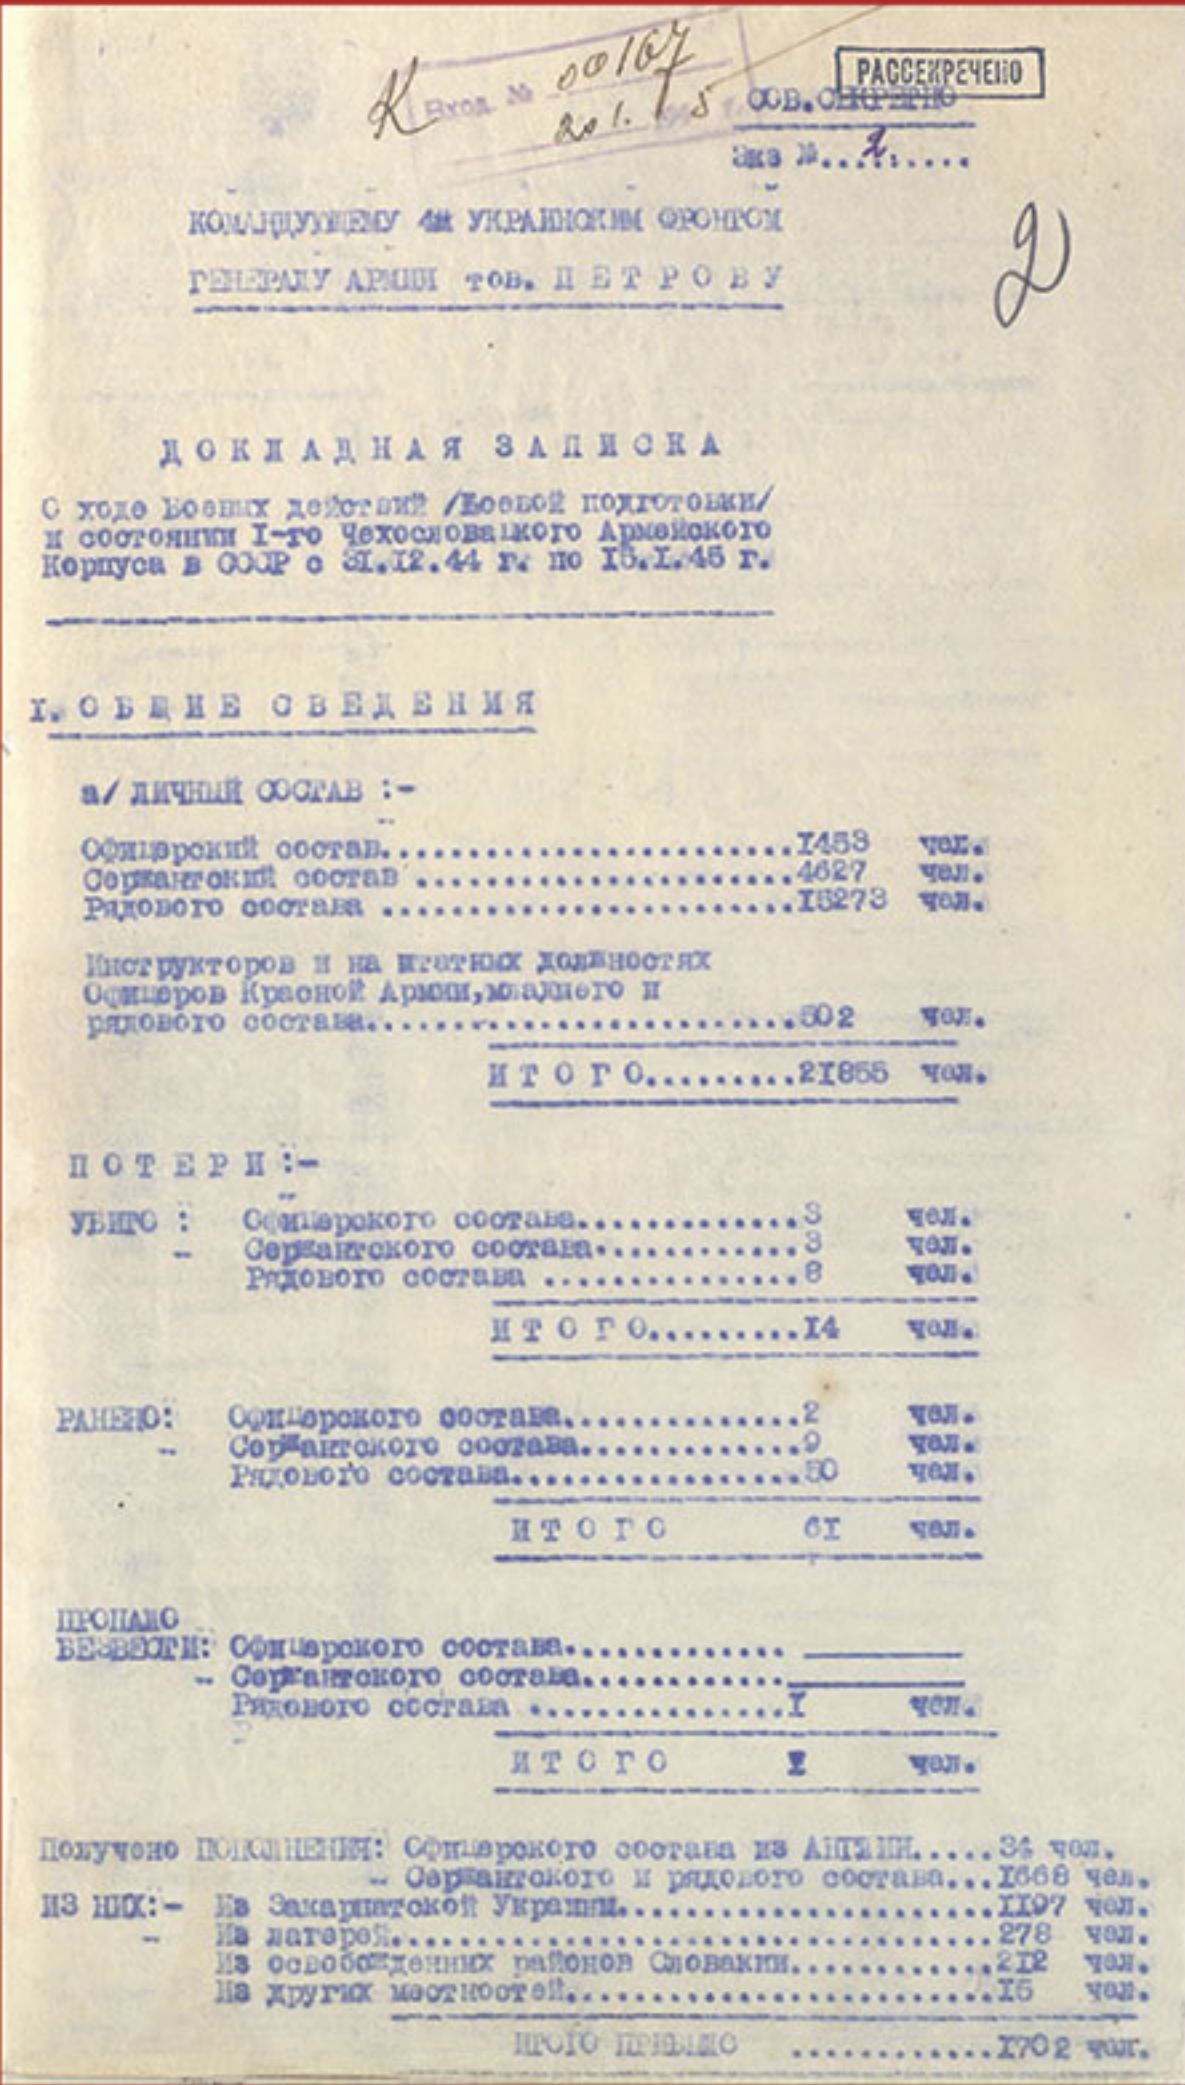 К
Вход. № 00167
20 1. 5
РАССЕКРЕЧЕНО
СОВ.СЕКРЕТНО
Экз №..2......
2
КОМАНДУЮЩЕМУ 4м УКРАИНСКИМ ФРОНТОМ
ГЕНЕРАЛУ АРМИИ тов. ПЕТРОВУ
ДОКЛАДНАЯ ЗАПИСКА
О ходе Боевых действий /Боевой подготовки/
и состоянии I-го Чехословацкого Армейского
Корпуса в СССР с 31.12.44 г. по 15.I.45 г.
I. ОБЩИЕ СВЕДЕНИЯ
а/ ЛИЧНЫЙ СОСТАВ :-
Офицерский состав..........................I453 чел.
Сержантский состав ........................4627 чел.
Рядового состава ..........................I5273 чел.
Инструкторов и на штатных должностях
Офицеров Красной Армии,младшего и
рядового состава...........................502 чел.
ИТОГО..........2I855 чел.
ПОТЕРИ :-
УБИТО : Офицерского состава..............3 чел.
Сержантского состава.............3 чел.
Рядового состава ................8 чел.
ИТОГО..........I4 чел.
РАНЕНО: Офицерского состава...............2 чел.
Сержантского состава..............9 чел.
Рядового состава..................50 чел.
ИТОГО 6I чел.
ПРОПАЛО
БЕЗВЕСТИ: Офицерского состава..............
Сержантского состава.............
Рядового состава ................I чел.
ИТОГО I чел.
Получено ПОПОЛНЕНИЯ: Офицерского состава из АНГЛИИ.....34 чел.
Сержантского и рядового состава...I668 чел.
ИЗ НИХ:- Из Закарпатской Украины.......................II97 чел.
Из лагерей....................................278 чел.
Из освобожденных районов Словакии.............2I2 чел.
Из других местностей..........................I5 чел.
ИТОГО ПРИБЫЛО .............I702 чел.